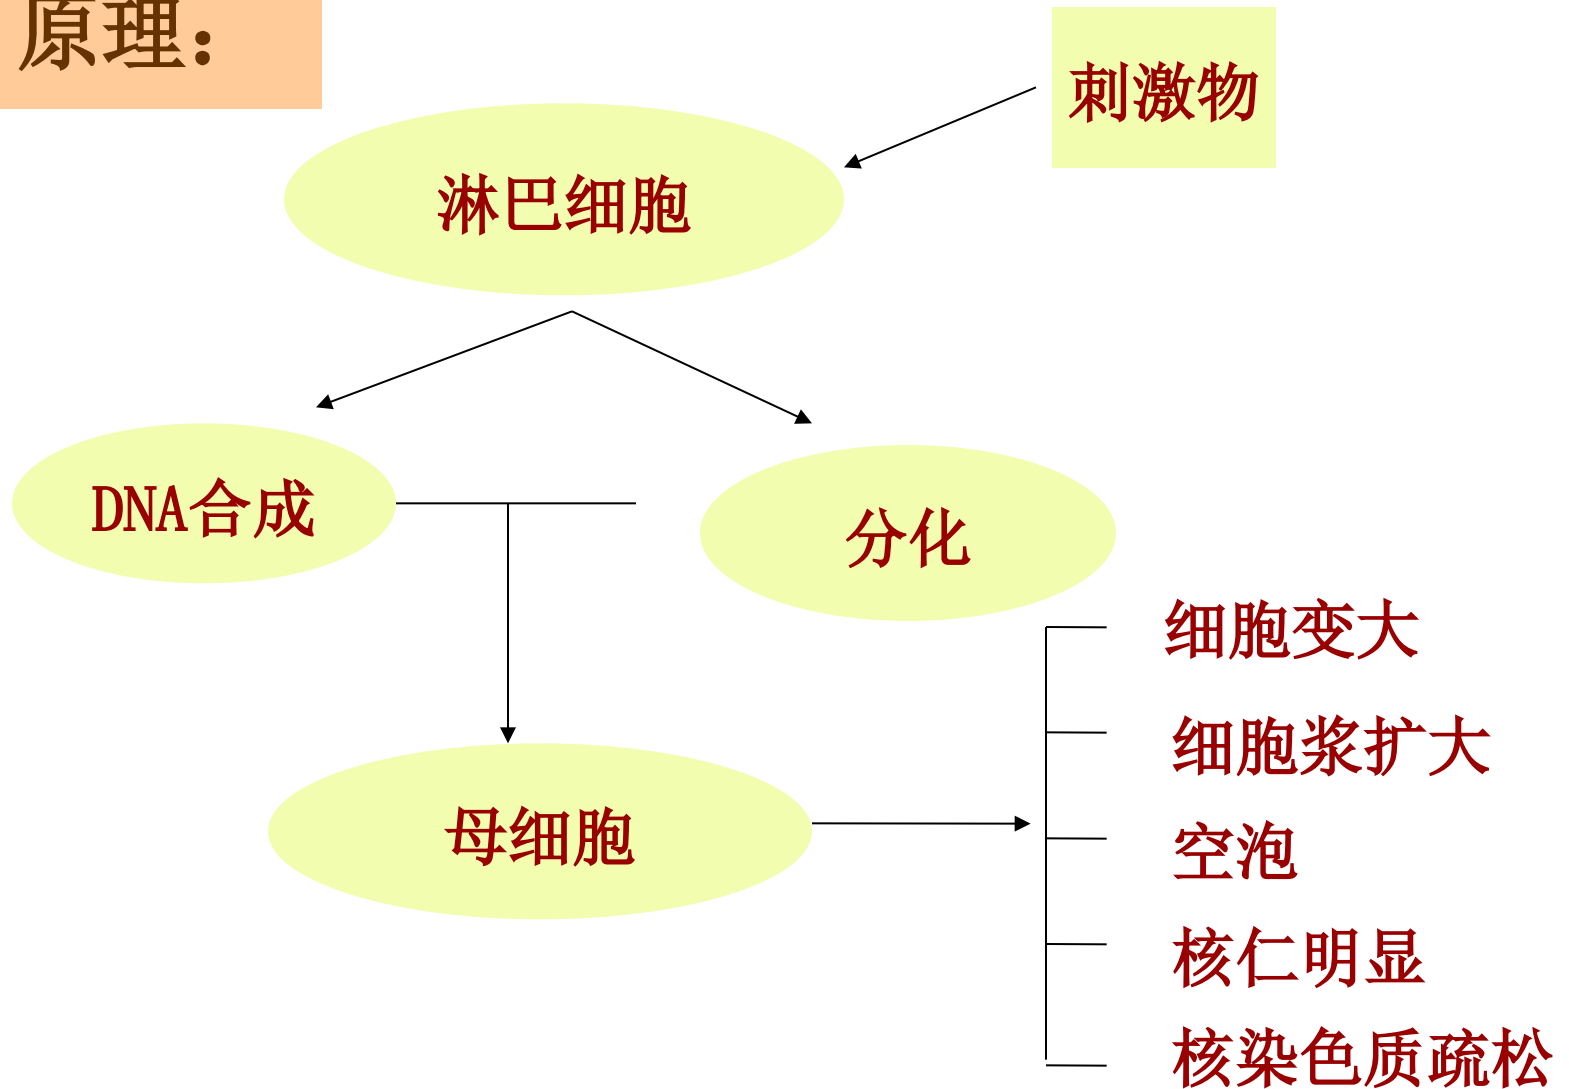 原理：
刺激物
淋巴细胞
DNA合成
分化
细胞变大
细胞浆扩大
母细胞
空泡
核仁明显
核染色质疏松